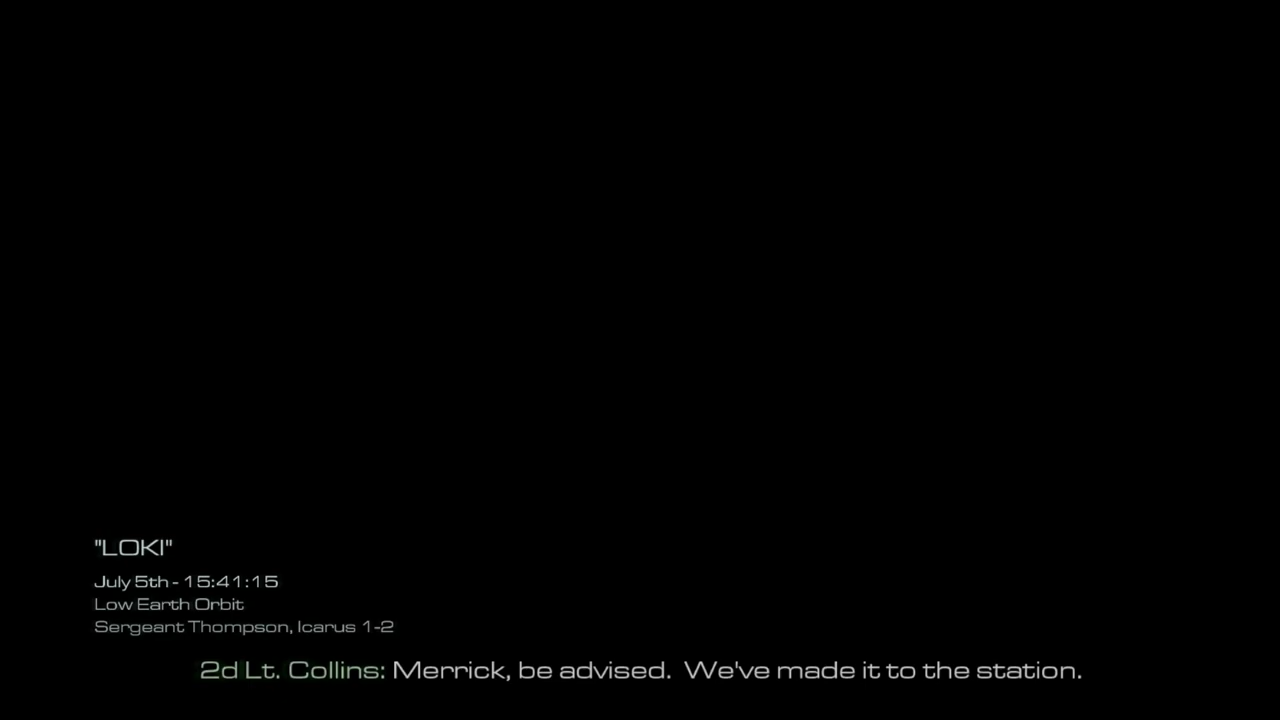 "LOKI"
July 5th - 15:41:15
Low Earth Orbit
Sergeant Thompson, Icarus 1-2
2d Lt. Collins: Merrick, be advised.  We've made it to the station.